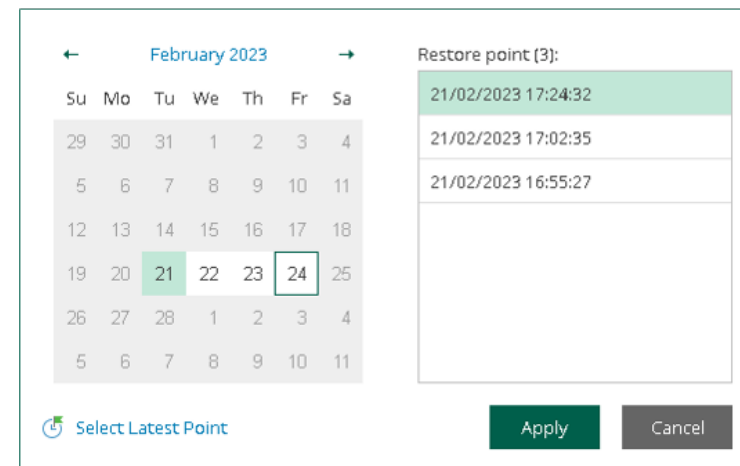 ← February 2023 →
Su Mo Tu We Th Fr Sa
29 30 31 1 2 3 4
5 6 7 8 9 10 11
12 13 14 15 16 17 18
19 20 21 22 23 24 25
26 27 28 1 2 3 4
5 6 7 8 9 10 11
Select Latest Point
Restore point (3):
21/02/2023 17:24:32
21/02/2023 17:02:35
21/02/2023 16:55:27
Apply Cancel